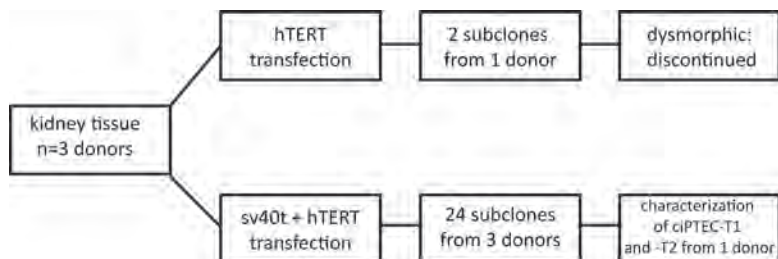 hTERT
transfection
2 subclones
from 1 donor
dysmorphic:
discontinued
kidney tissue
n=3 donors
sv40t + hTERT
transfection
24 subclones
from 3 donors
characterization
of ciPTEC-T1
and -T2 from 1 donor